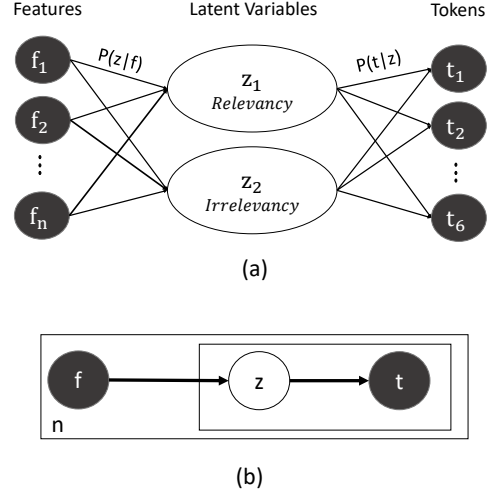 Features Latent Variables Tokens
P(z|f) P(t|z)
f₁ z₁ t₁
Relevancy
f₂ t₂
⋮ z₂ ⋮
Irrelevancy
fₙ t₆
(a)
f z t
n
(b)